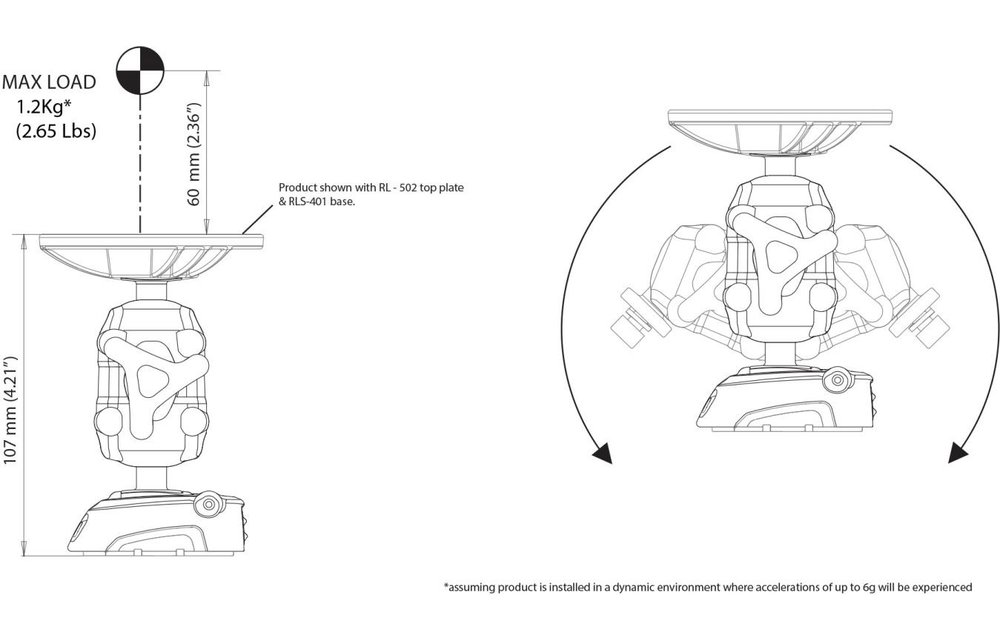 MAX LOAD
1.2Kg*
(2.65 Lbs)
60 mm (2.36”)
Product shown with RL - 502 top plate
& RLS-401 base.
107 mm (4.21”)
*assuming product is installed in a dynamic environment where accelerations of up to 6g will be experienced